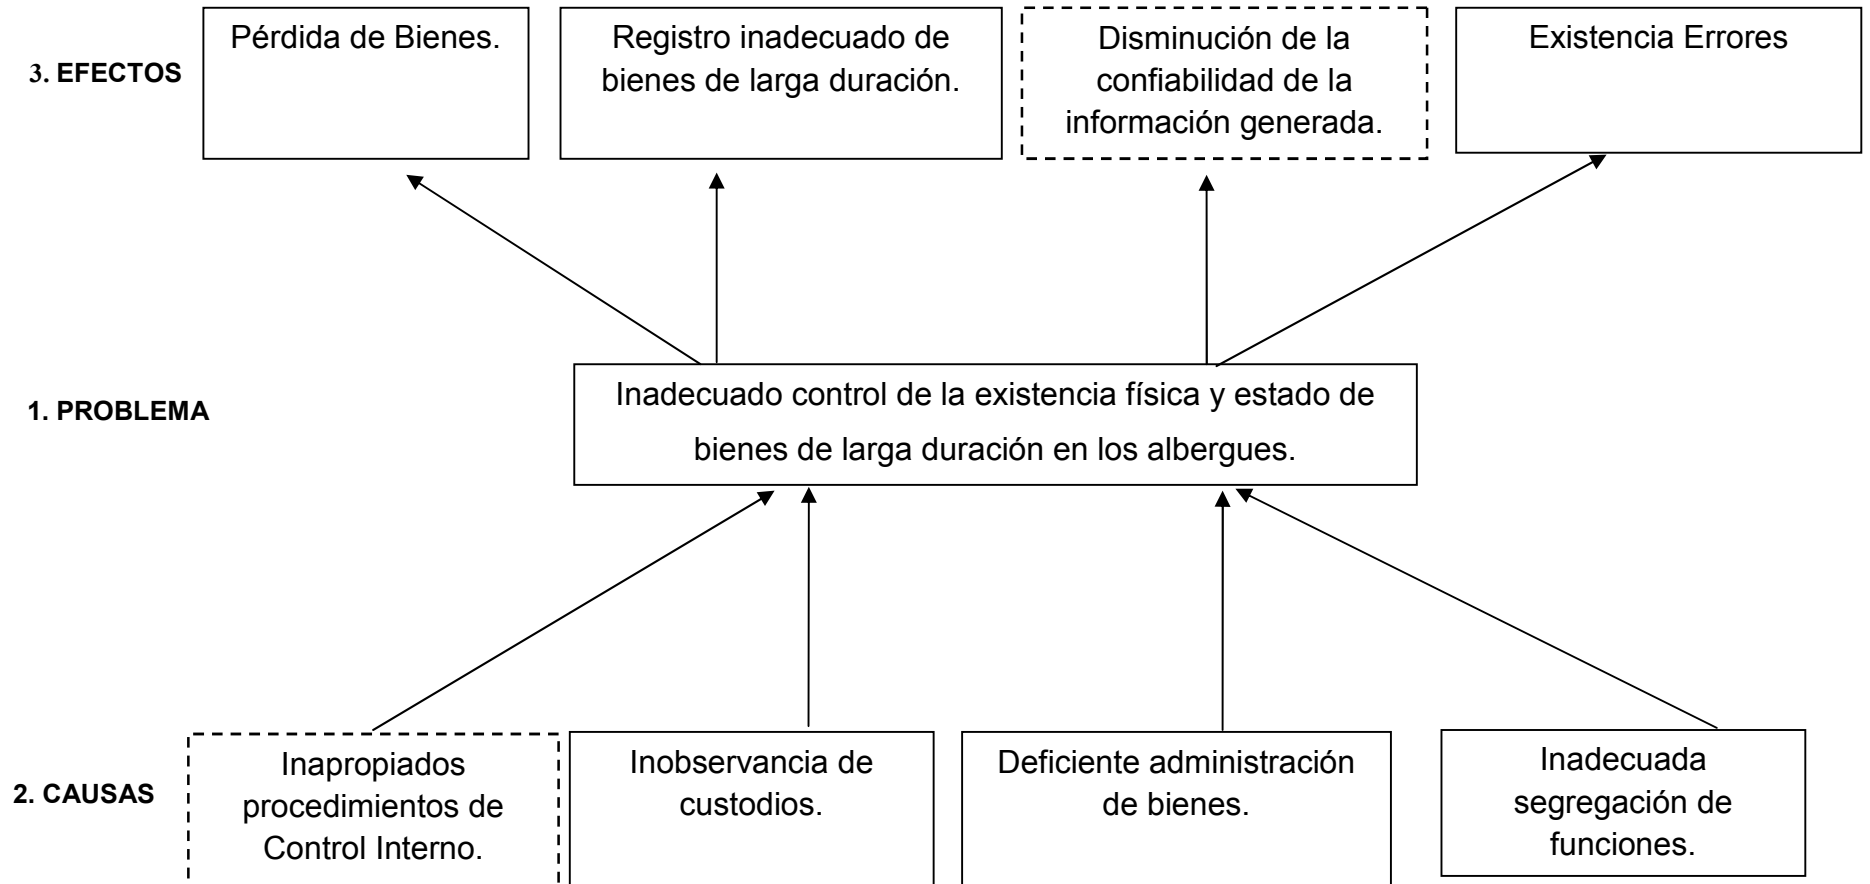 3. EFECTOS
Pérdida de Bienes.
Registro inadecuado de
bienes de larga duración.
Disminución de la
confiabilidad de la
información generada.
Existencia Errores
1. PROBLEMA
Inadecuado control de la existencia física y estado de
bienes de larga duración en los albergues.
2. CAUSAS
Inapropiados
procedimientos de
Control Interno.
Inobservancia de
custodios.
Deficiente administración
de bienes.
Inadecuada
segregación de
funciones.